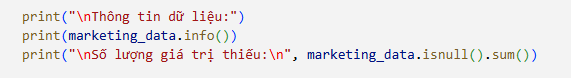 print("\nThông tin dữ liệu:")
print(marketing_data.info())
print("\nSố lượng giá trị thiếu:\n", marketing_data.isnull().sum())